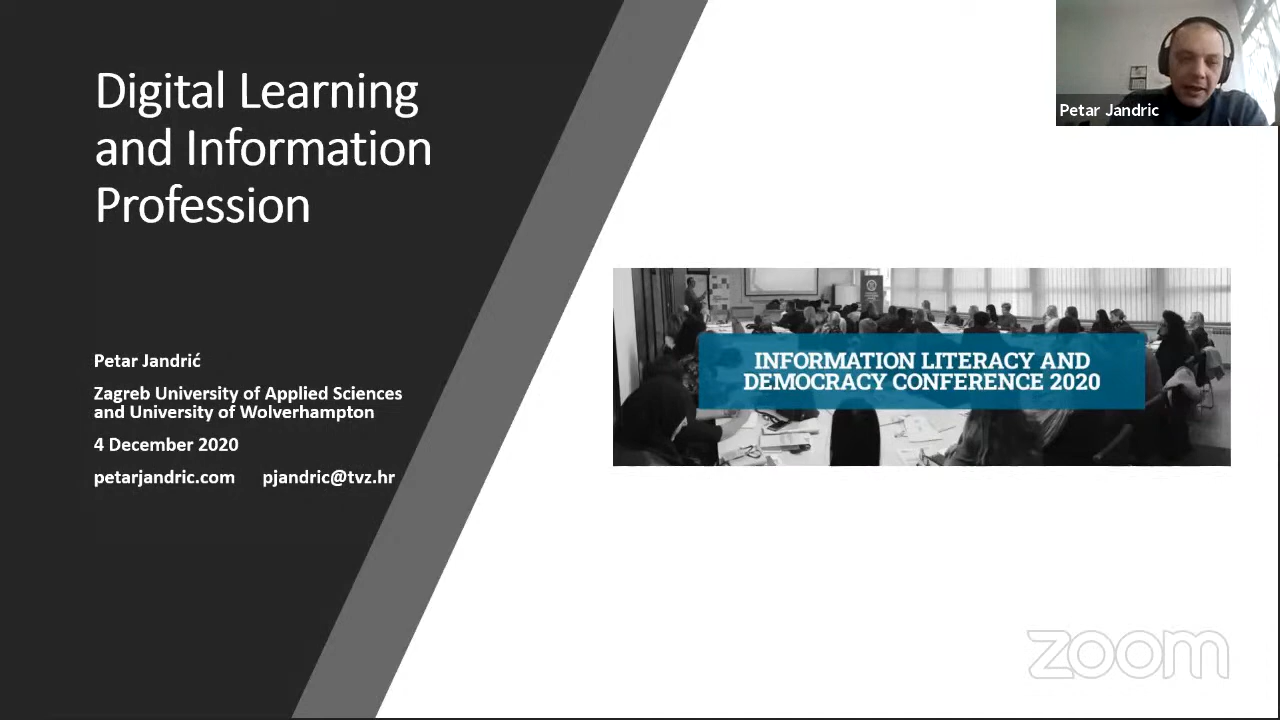 Digital Learning
and Information
Profession
Petar Jandrić
Zagreb University of Applied Sciences
and University of Wolverhampton
4 December 2020
petarjandric.com pjandric@tvz.hr
Petar Jandric
INFORMATION LITERACY AND
DEMOCRACY CONFERENCE 2020
zoom